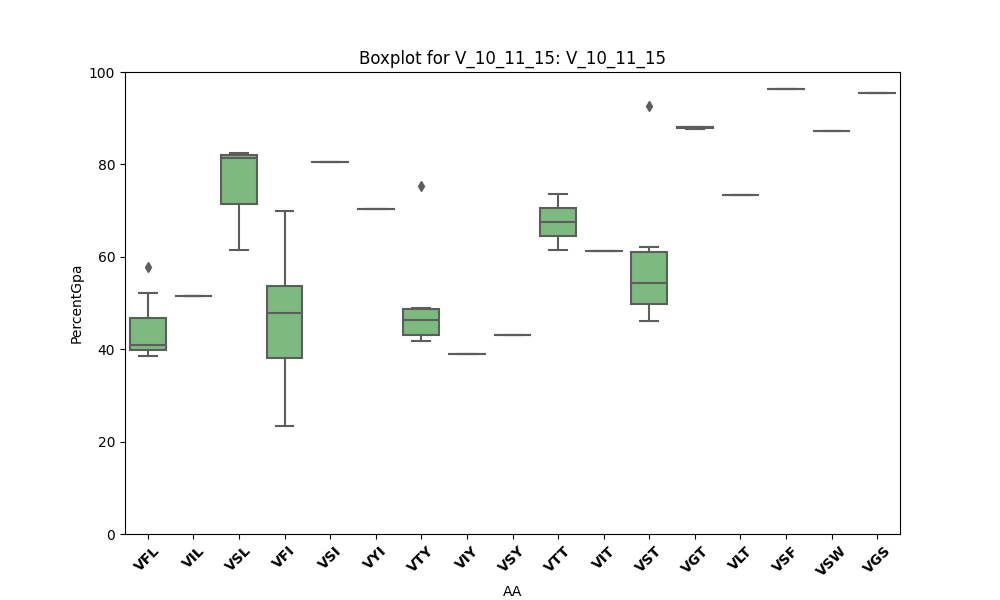 Boxplot for V_10_11_15: V_10_11_15
100
80
60
40
20
0
PercentGpa
VFL VIL VSL VFI VSI VYI VTY VIY VSY VTT VIT VST VGT VLT VSF VSW VGS
AA